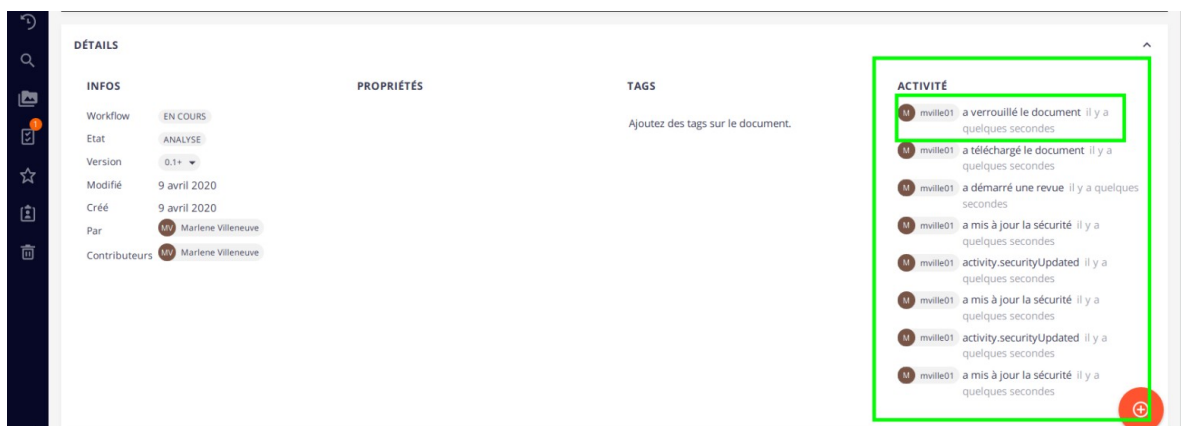 DÉTAILS
INFOS
Workflow EN COURS
Etat ANALYSE
Version 0.1+
Modifié 9 avril 2020
Créé 9 avril 2020
Par MV Marlene Villeneuve
Contributeurs MV Marlene Villeneuve
PROPRIÉTÉS
TAGS
Ajoutez des tags sur le document.
ACTIVITÉ
M mville01 a verrouillé le document il y a
quelques secondes
M mville01 a téléchargé le document il y a
quelques secondes
M mville01 a démarré une revue il y a quelques
secondes
M mville01 a mis à jour la sécurité il y a
quelques secondes
M mville01 activity.securityUpdated il y a
quelques secondes
M mville01 a mis à jour la sécurité il y a
quelques secondes
M mville01 activity.securityUpdated il y a
quelques secondes
M mville01 a mis à jour la sécurité il y a
quelques secondes
1